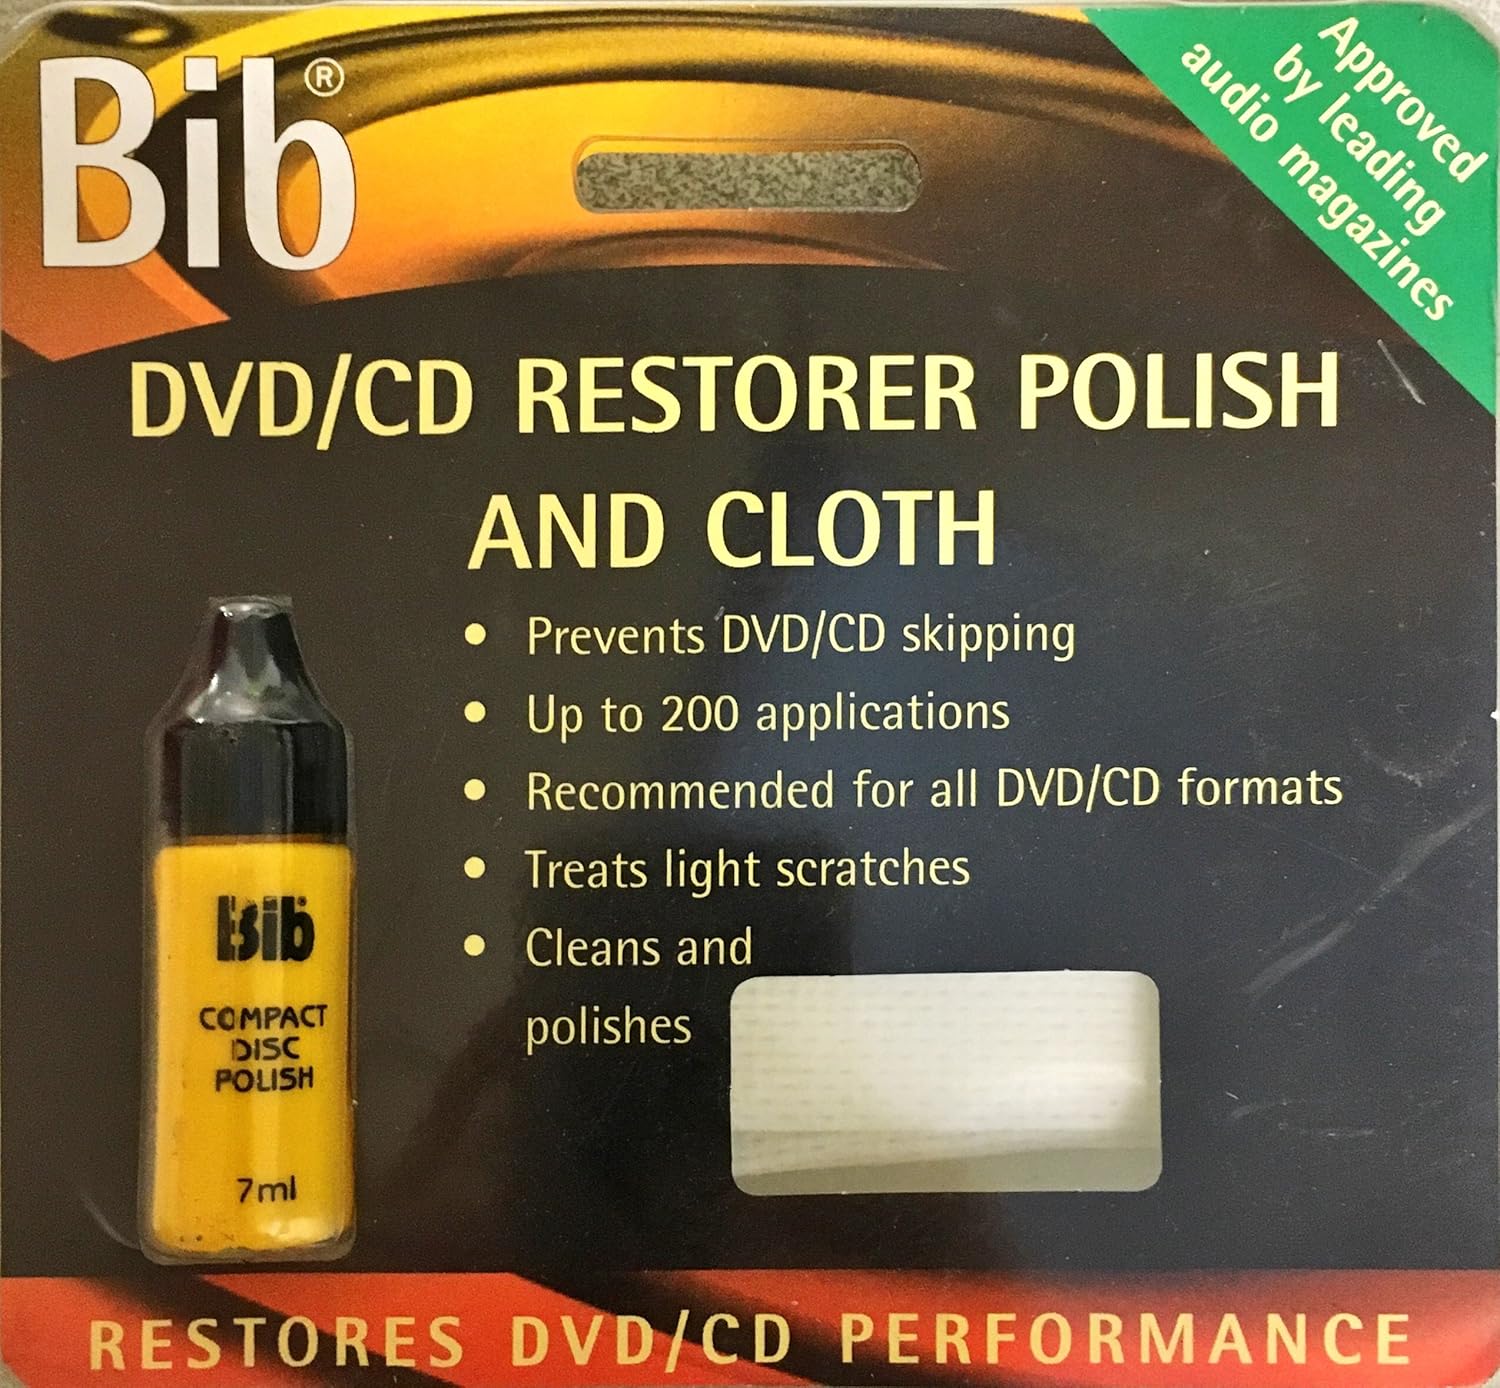 Bib®
Approved
by leading
audio magazines
DVD/CD RESTORER POLISH
AND CLOTH
• Prevents DVD/CD skipping
• Up to 200 applications
• Recommended for all DVD/CD formats
• Treats light scratches
• Cleans and
polishes
Bib
COMPACT
DISC
POLISH
7ml
RESTORES DVD/CD PERFORMANCE